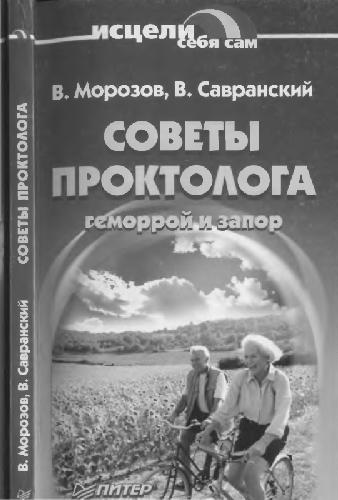 исцели
себя сам
В. Морозов, В. Савранский
СОВЕТЫ
ПРОКТОЛОГА
геморрой и запор
ПИТЕР
В. Морозов, В. Савранский
СОВЕТЫ ПРОКТОЛОГА